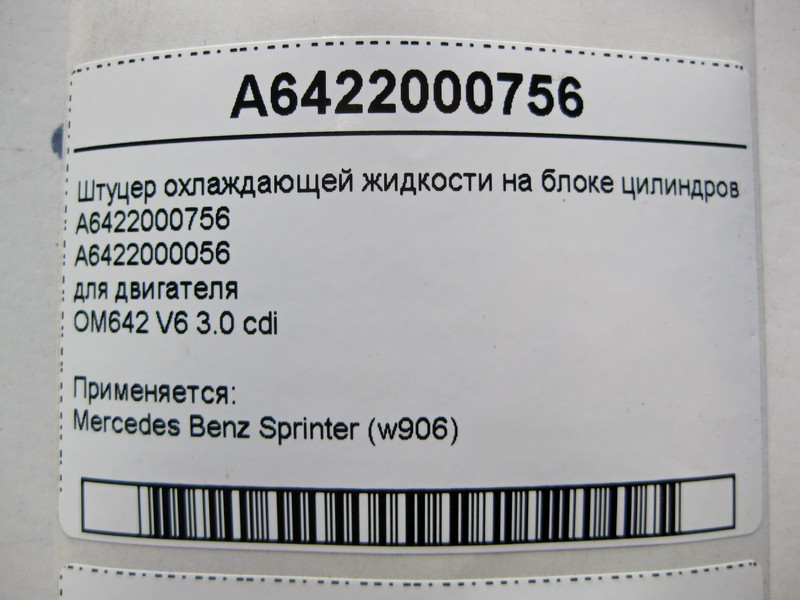 A6422000756
Штуцер охлаждающей жидкости на блоке цилиндров
A6422000756
A6422000056
для двигателя
OM642 V6 3.0 cdi
Применяется:
Mercedes Benz Sprinter (w906)